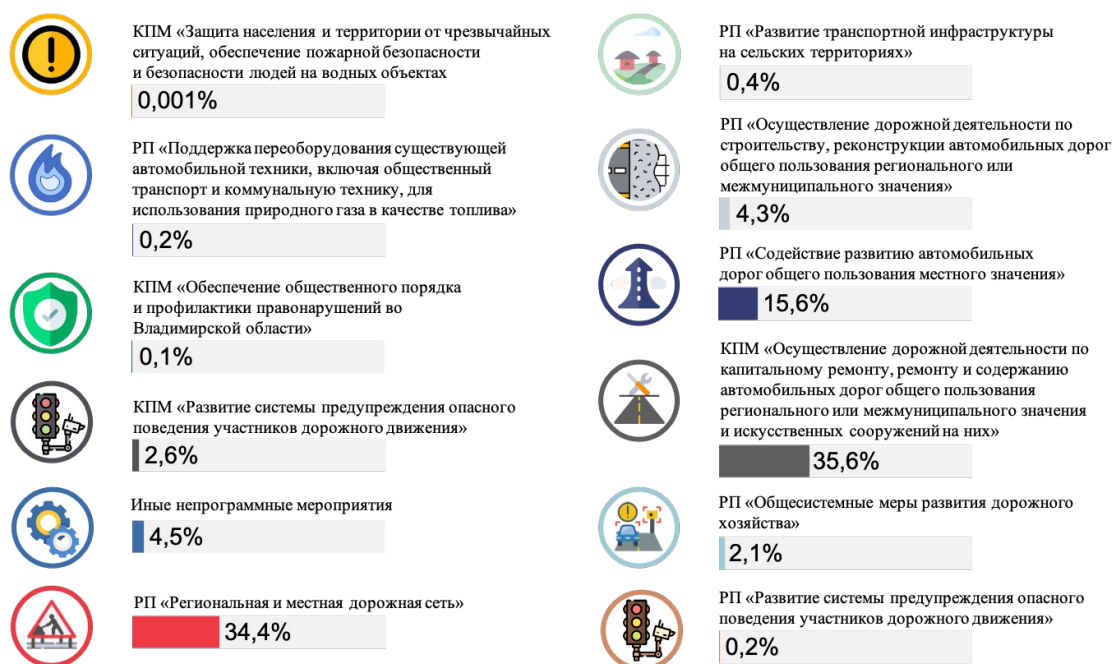 КПМ «Защита населения и территории от чрезвычайных
ситуаций, обеспечение пожарной безопасности
и безопасности людей на водных объектах
0,001%
РП «Поддержка переоборудования существующей
автомобильной техники, включая общественный
транспорт и коммунальную технику, для
использования природного газа в качестве топлива»
0,2%
КПМ «Обеспечение общественного порядка
и профилактики правонарушений во
Владимирской области»
0,1%
КПМ «Развитие системы предупреждения опасного
поведения участников дорожного движения»
2,6%
Иные непрограммные мероприятия
4,5%
РП «Региональная и местная дорожная сеть»
34,4%
РП «Развитие транспортной инфраструктуры
на сельских территориях»
0,4%
РП «Осуществление дорожной деятельности по
строительству, реконструкции автомобильных дорог
общего пользования регионального или
межмуниципального значения»
4,3%
РП «Содействие развитию автомобильных
дорог общего пользования местного значения»
15,6%
КПМ «Осуществление дорожной деятельности по
капитальному ремонту, ремонту и содержанию
автомобильных дорог общего пользования
регионального или межмуниципального значения
и искусственных сооружений на них»
35,6%
РП «Общесистемные меры развития дорожного
хозяйства»
2,1%
РП «Развитие системы предупреждения опасного
поведения участников дорожного движения»
0,2%